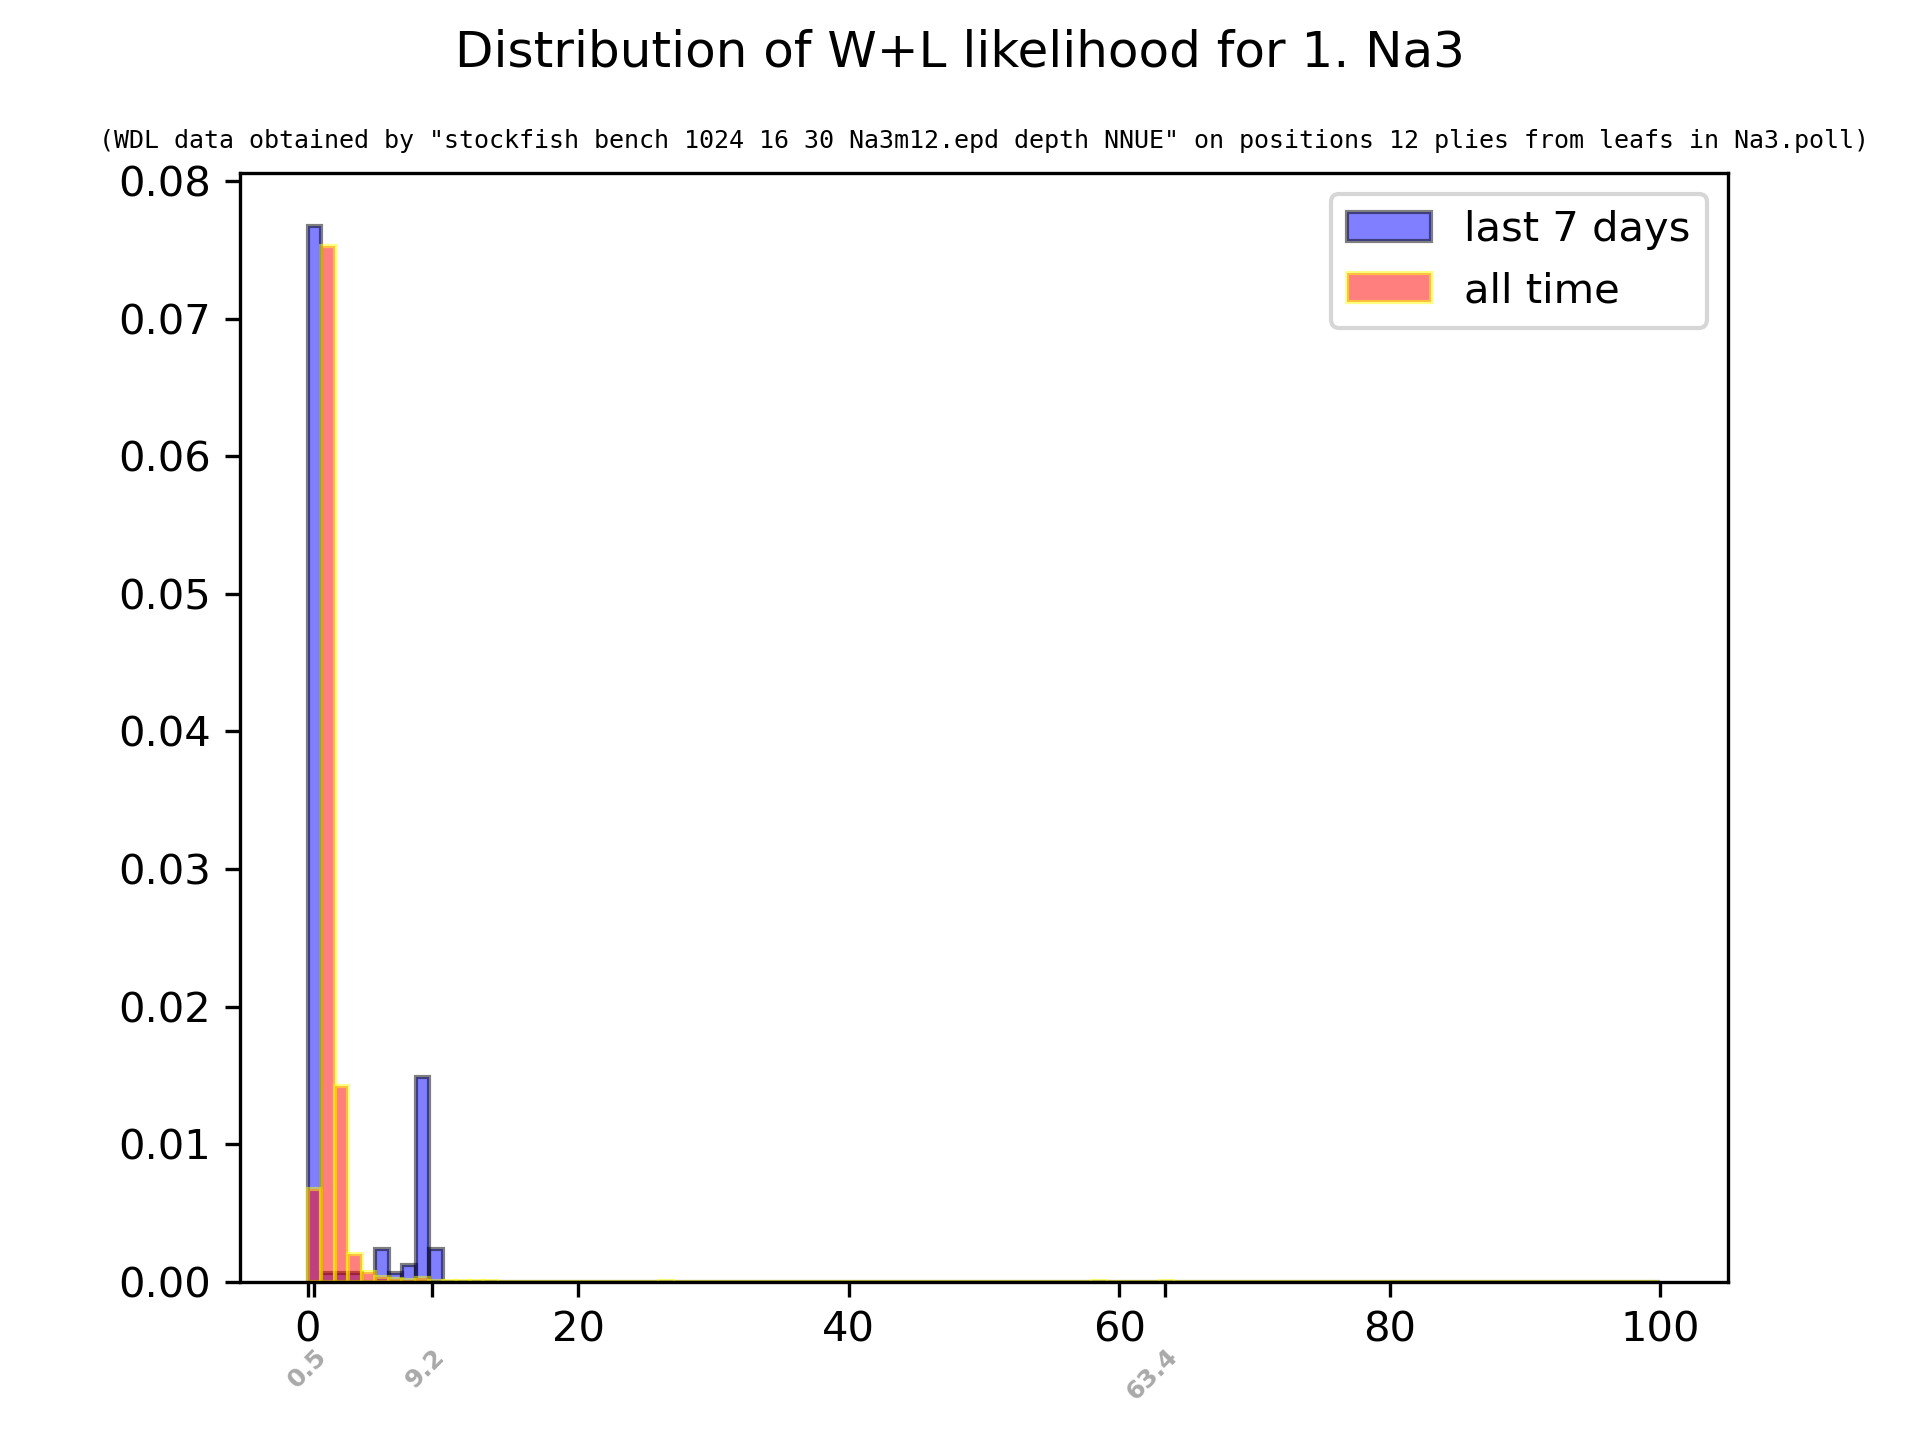 Distribution of W+L likelihood for 1. Na3
(WDL data obtained by "stockfish bench 1024 16 30 Na3m12.epd depth NNUE" on positions 12 plies from leafs in Na3.poll)
last 7 days
all time
0.08
0.07
0.06
0.05
0.04
0.03
0.02
0.01
0.00
0 20 40 60 80 100
0.5 9.2 63.4